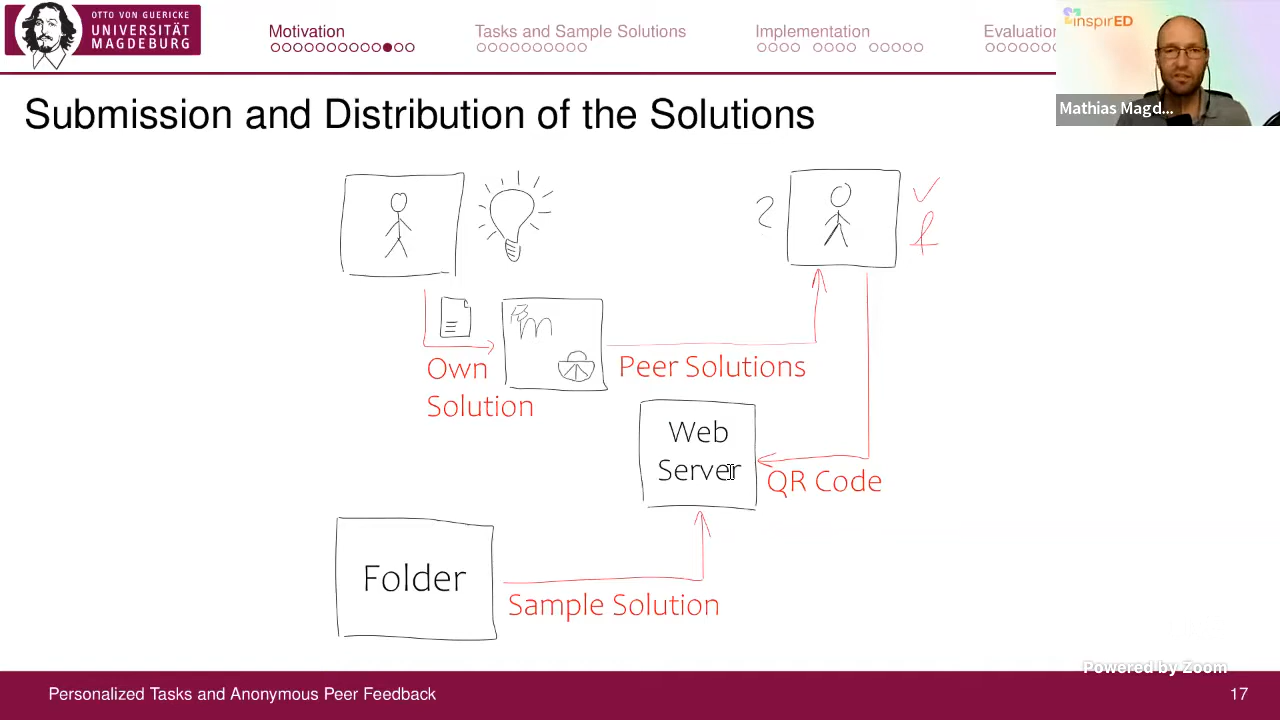 OTTO VON GUERICKE
UNIVERSITÄT
MAGDEBURG
Motivation
Tasks and Sample Solutions
Implementation
Evaluation
inspirED
Mathias Magd...
Submission and Distribution of the Solutions
2
m
Own
Solution
Peer Solutions
Web
Server
QR Code
Folder
Sample Solution
Powered by Zoom
Personalized Tasks and Anonymous Peer Feedback
17